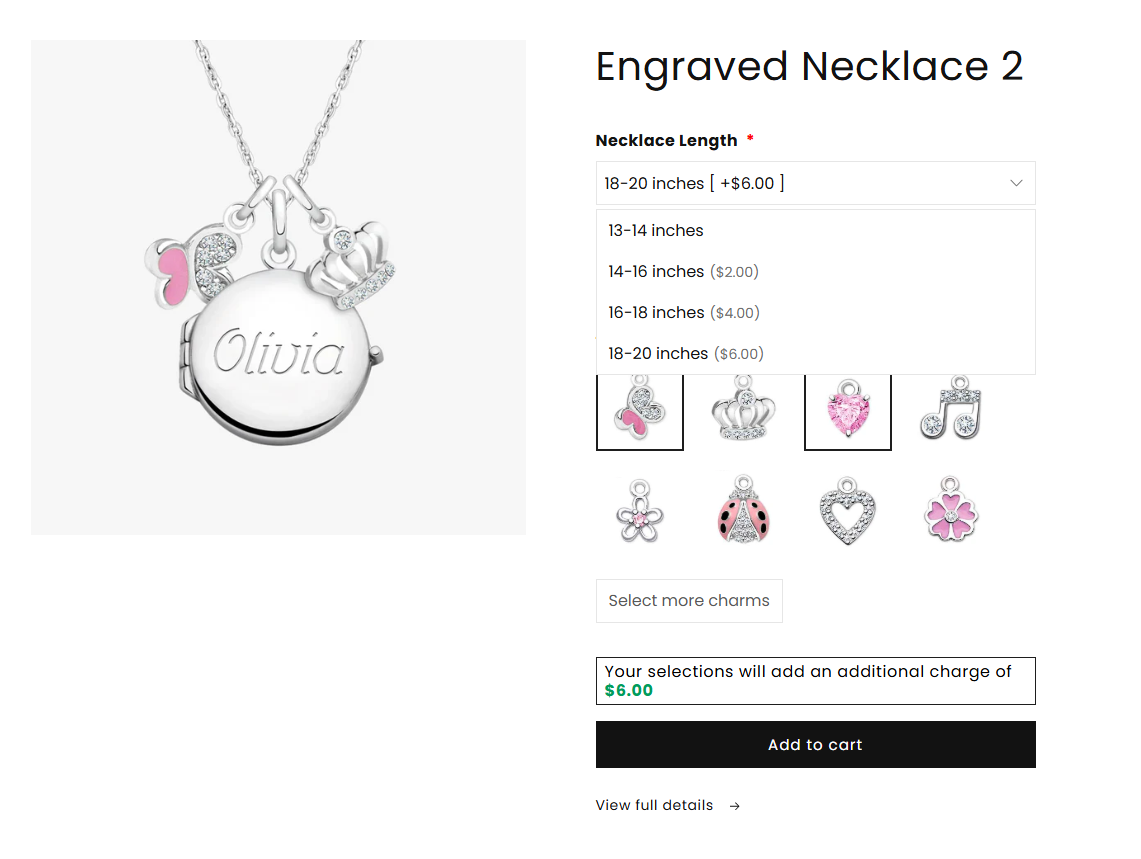 Engraved Necklace 2
Necklace Length *
18-20 inches [ +$6.00 ]
13-14 inches
14-16 inches ($2.00)
16-18 inches ($4.00)
18-20 inches ($6.00)
Olivia
Select more charms
Your selections will add an additional charge of
$6.00
Add to cart
View full details →